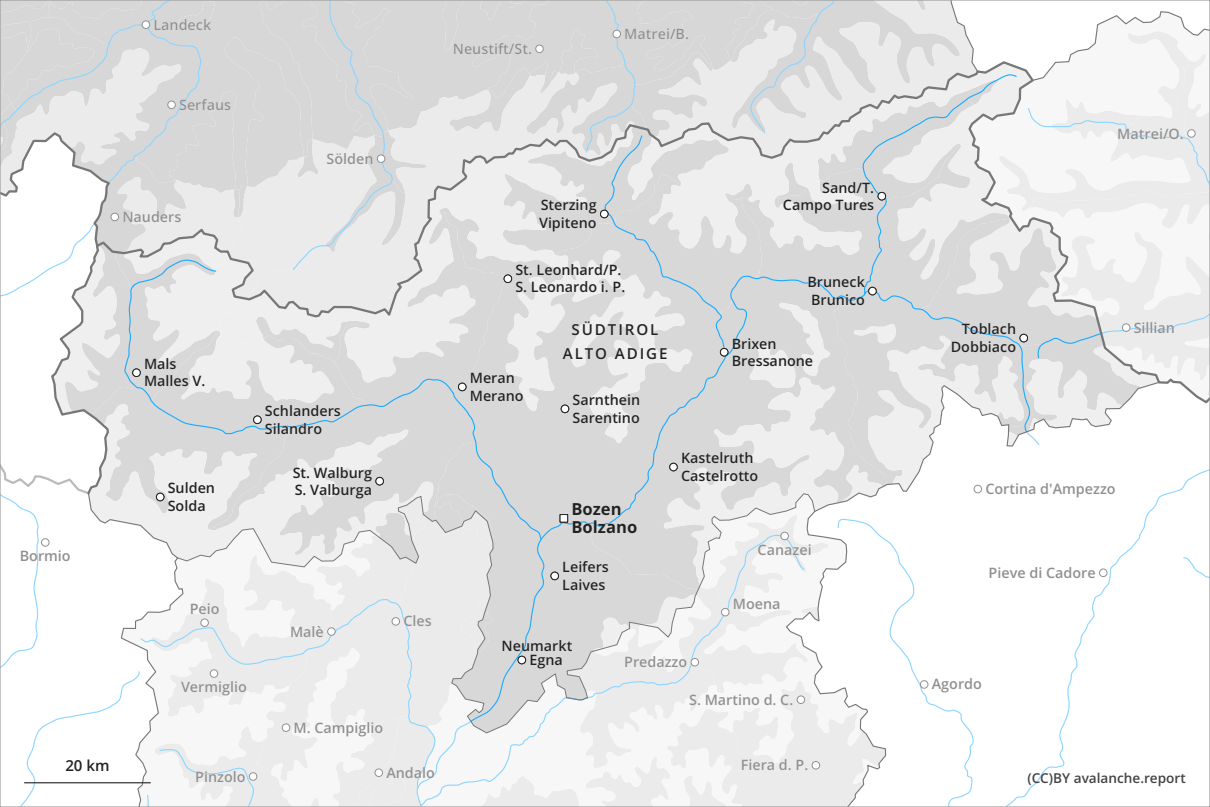 Landeck
Neustift/St.
Matrei/B.
Serfaus
Matrei/O.
Sölden
Nauders
Sand/T.
Campo Tures
Sterzing
Vipiteno
St. Leonhard/P.
S. Leonardo i. P.
Bruneck
Brunico
SÜDTIROL
ALTO ADIGE
Toblach
Dobbiaco
Sillian
Brixen
Bressanone
Mals
Malles V.
Meran
Merano
Schlanders
Silandro
Sarnthein
Sarentino
St. Walburg
S. Valburga
Kastelruth
Castelrotto
Sulden
Solda
Cortina d'Ampezzo
Bozen
Bolzano
Bormio
Canazei
Leifers
Laives
Pieve di Cadore
Peio
Malè
Cles
Moena
Neumarkt
Egna
Predazzo
Vermiglio
Agordo
S. Martino d. C.
M. Campiglio
20 km
Pinzolo
Andalo
Fiera d. P.
(CC)BY avalanche.report